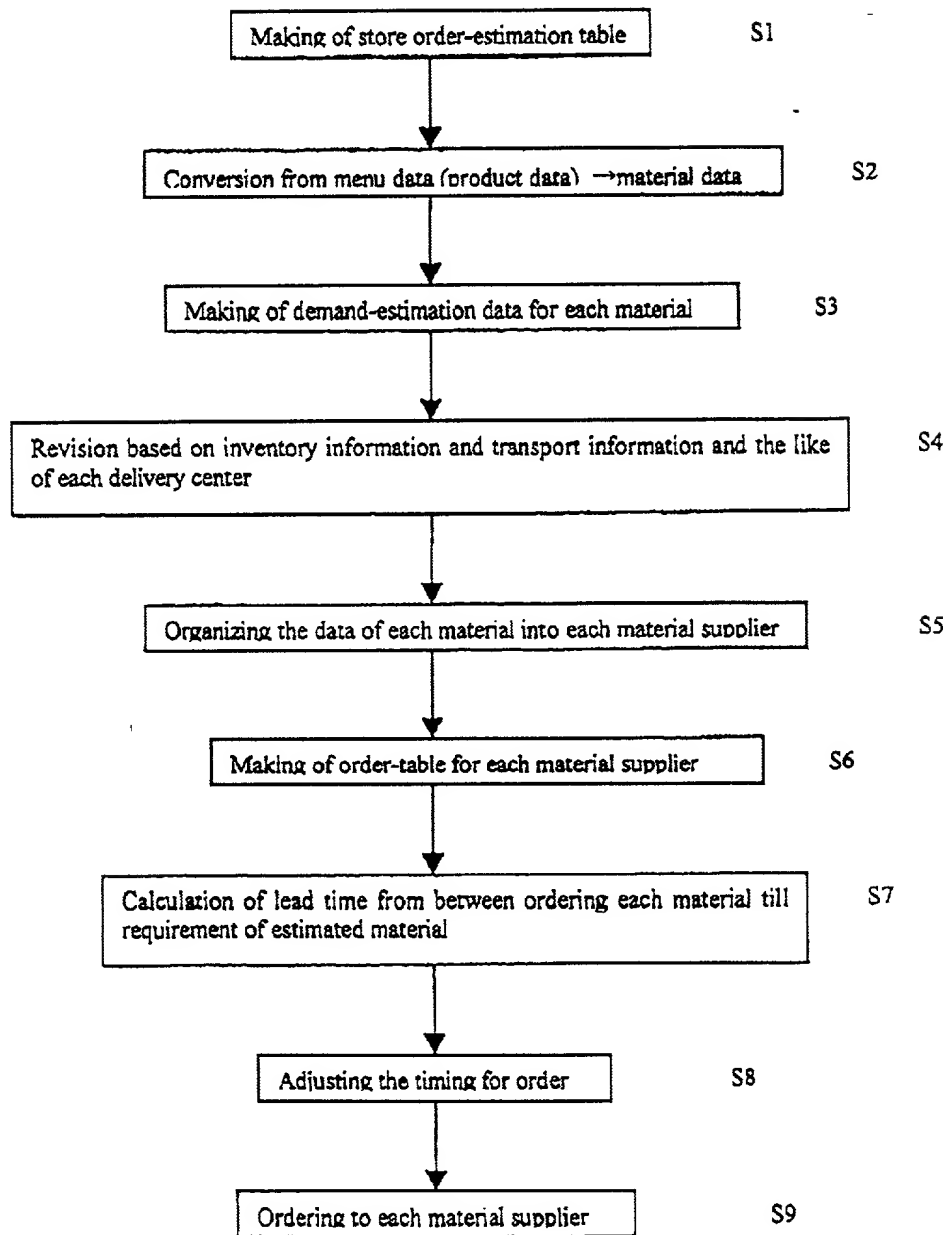 Making of store order-estimation table S1
Conversion from menu data (product data) →material data S2
Making of demand-estimation data for each material S3
Revision based on inventory information and transport information and the like S4
of each delivery center
Organizing the data of each material into each material supplier S5
Making of order-table for each material supplier S6
Calculation of lead time from between ordering each material till S7
requirement of estimated material
Adjusting the timing for order S8
Ordering to each material supplier S9